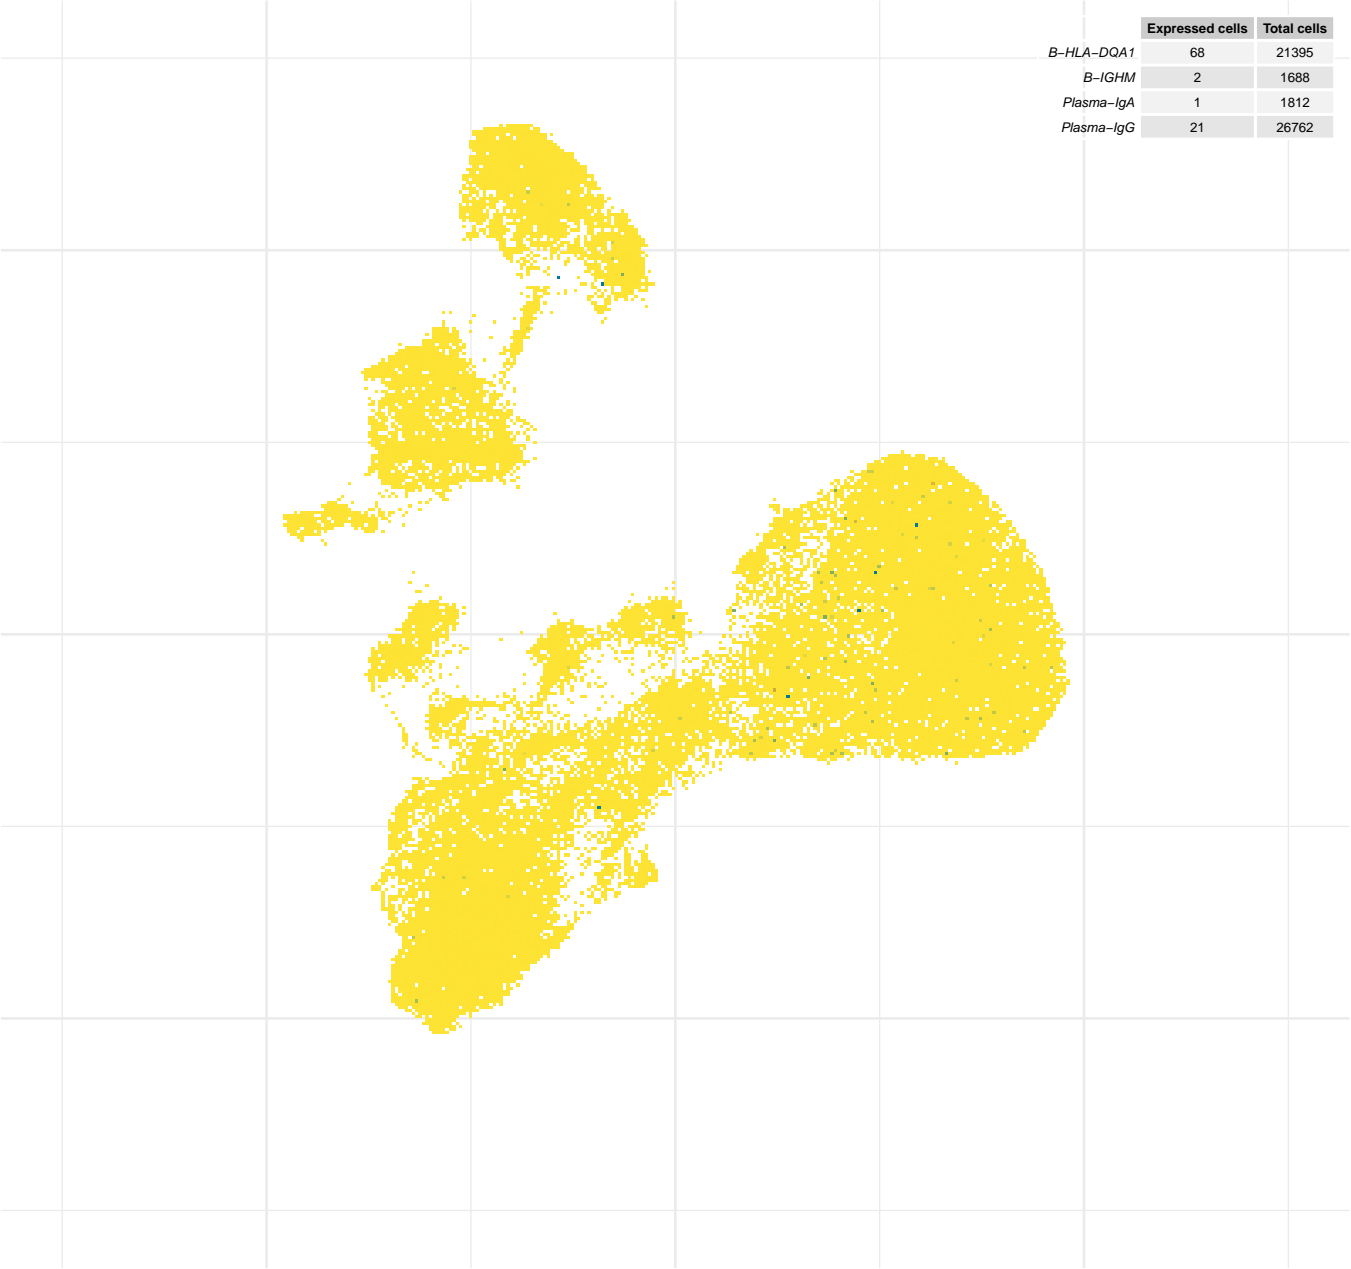 Expressed cells Total cells
B−HLA−DQA1 68 21395
B−IGHM 2 1688
Plasma−IgA 1 1812
Plasma−IgG 21 26762